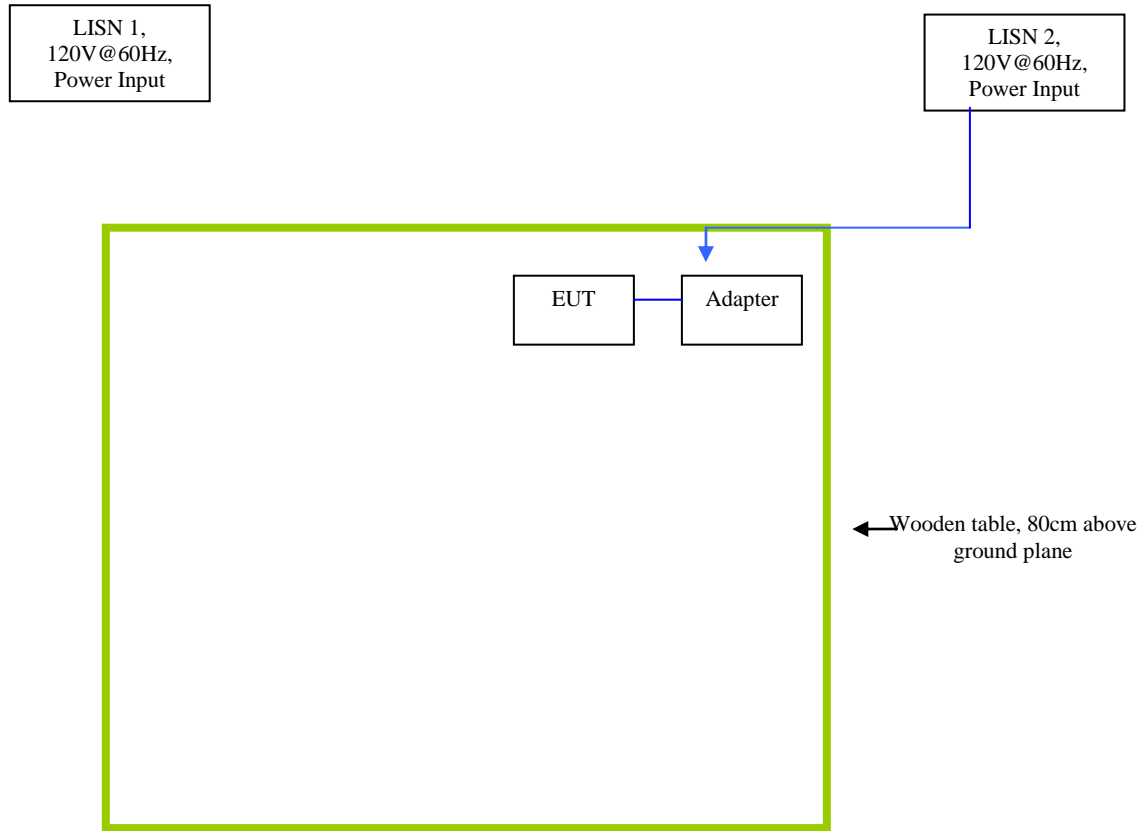 LISN 1,
120V@60Hz,
Power Input
LISN 2,
120V@60Hz,
Power Input
EUT
Adapter
Wooden table, 80cm above
ground plane